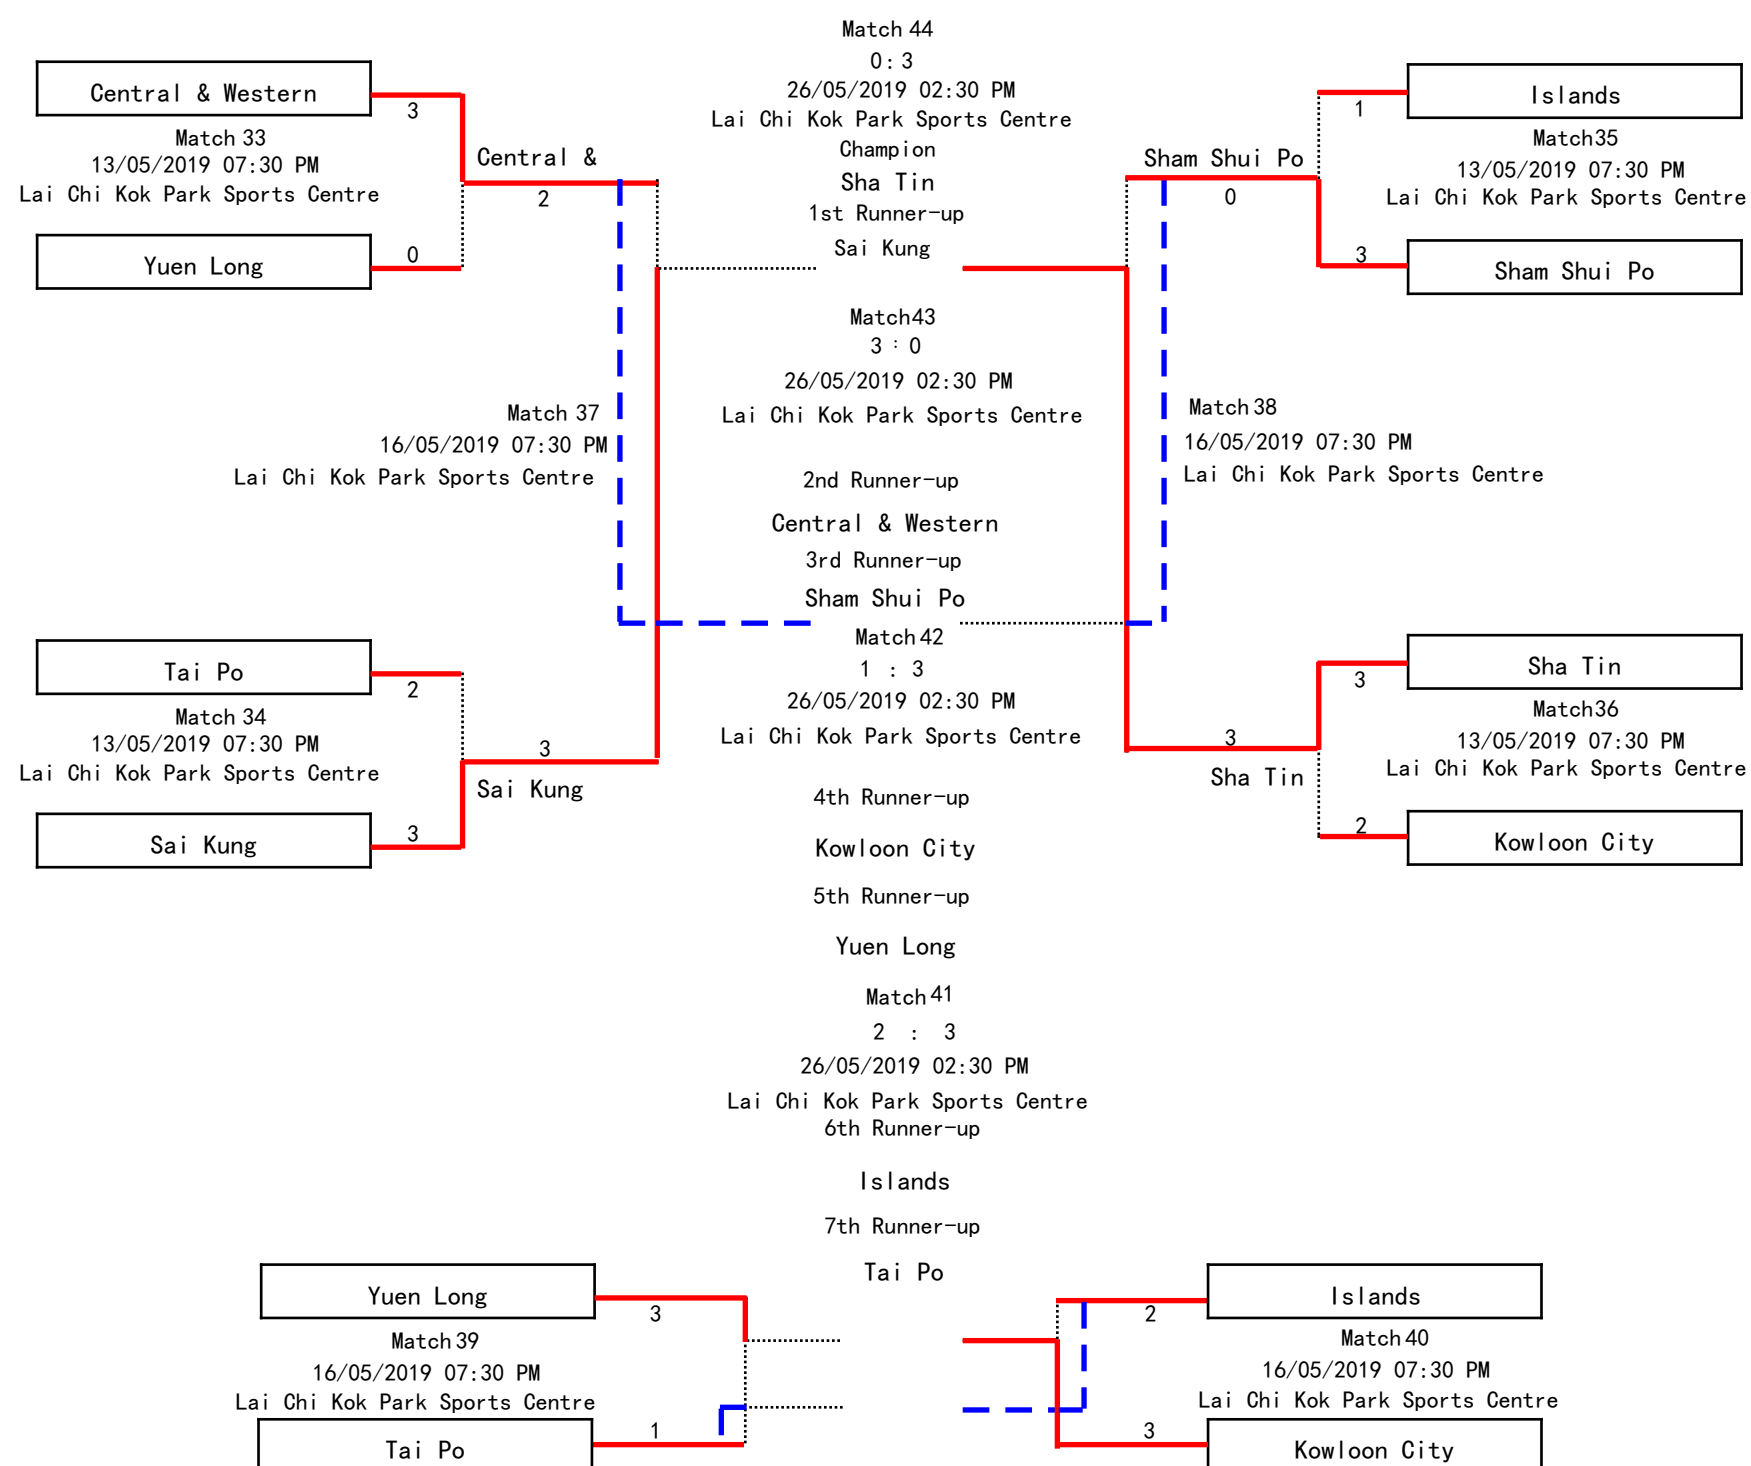 Match 44
0: 3
26/05/2019 02:30 PM
Lai Chi Kok Park Sports Centre
Champion
Sha Tin
1st Runner-up
Sai Kung
Central & Western
3
Match 33
13/05/2019 07:30 PM
Lai Chi Kok Park Sports Centre
Yuen Long
0
Central &
2
Islands
1
Match35
13/05/2019 07:30 PM
Lai Chi Kok Park Sports Centre
Sham Shui Po
3
Sham Shui Po
0
Match43
3 : 0
26/05/2019 02:30 PM
Lai Chi Kok Park Sports Centre
Match 37
16/05/2019 07:30 PM
Lai Chi Kok Park Sports Centre
Match 38
16/05/2019 07:30 PM
Lai Chi Kok Park Sports Centre
2nd Runner-up
Central & Western
3rd Runner-up
Sham Shui Po
Match 42
1 : 3
26/05/2019 02:30 PM
Lai Chi Kok Park Sports Centre
Tai Po
2
Match 34
13/05/2019 07:30 PM
Lai Chi Kok Park Sports Centre
Sai Kung
3
3
Sai Kung
Sha Tin
3
Match36
13/05/2019 07:30 PM
Lai Chi Kok Park Sports Centre
Kowloon City
2
3
Sha Tin
4th Runner-up
Kowloon City
5th Runner-up
Yuen Long
Match 41
2 : 3
26/05/2019 02:30 PM
Lai Chi Kok Park Sports Centre
6th Runner-up
Islands
7th Runner-up
Tai Po
Yuen Long
3
Match 39
16/05/2019 07:30 PM
Lai Chi Kok Park Sports Centre
Tai Po
1
Islands
2
Match 40
16/05/2019 07:30 PM
Lai Chi Kok Park Sports Centre
Kowloon City
3